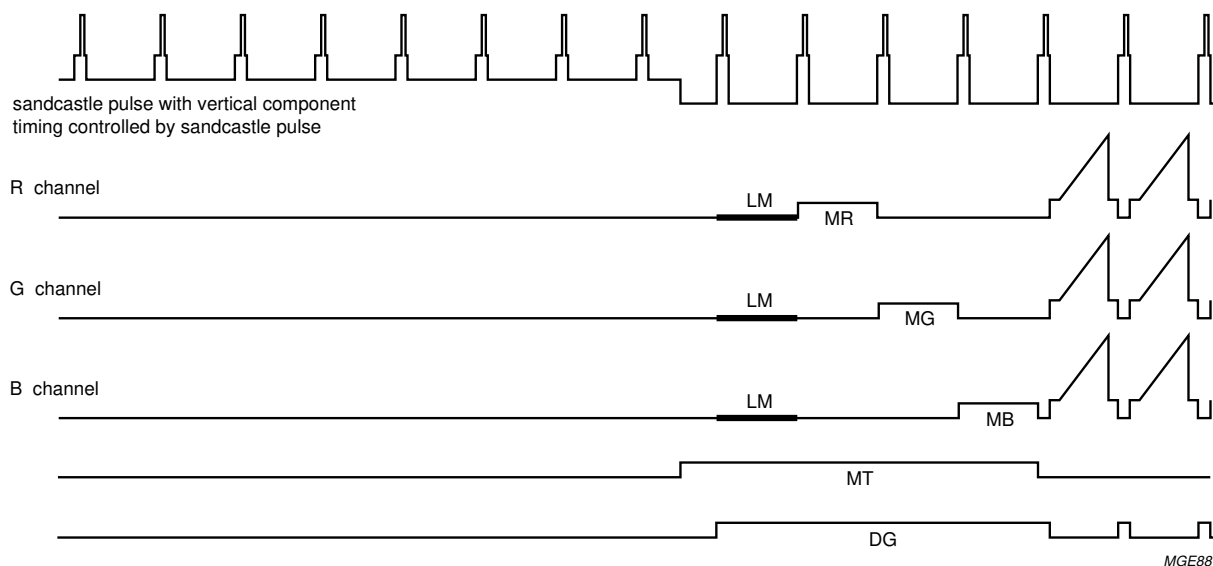 sandcastle pulse with vertical component
timing controlled by sandcastle pulse
R channel
LM
MR
G channel
LM
MG
B channel
LM
MB
MT
DG
MGE88